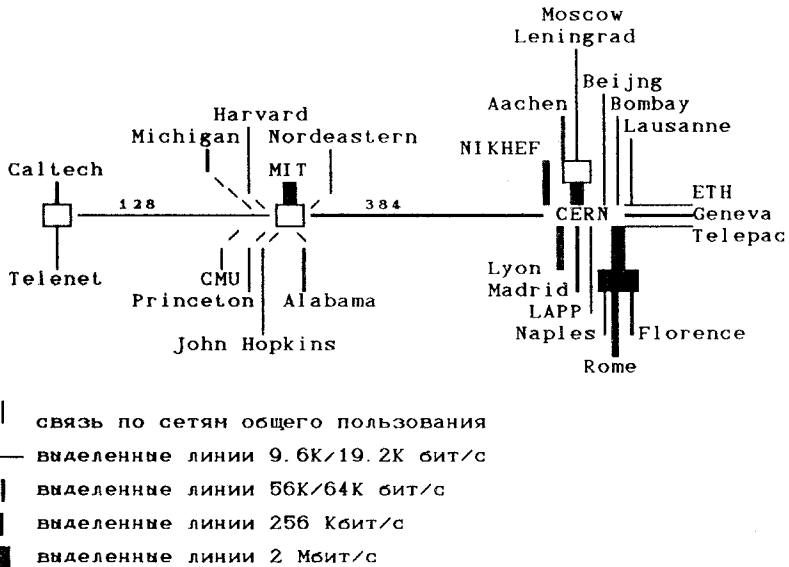 Moscow
Leningrad
Beijng
Harvard
Aachen
Bombay
Michigan
Nordeastern
Lausanne
NIKHEF
Caltech
MIT
ETH
128
384
CERN
Geneva
Telepac
Telenet
CMU
Lyon
Princeton
Alabama
Madrid
LAPP
John Hopkins
Naples
Florence
Rome
связь по сетям общего пользования
выделенные линии 9.6К/19.2К бит/с
выделенные линии 56К/64К бит/с
выделенные линии 256 Кбит/с
выделенные линии 2 Мбит/с